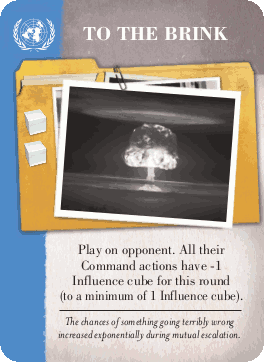 TO THE BRINK
Play on opponent. All their
Command actions have -1
Influence cube for this round
(to a minimum of 1 Influence cube).
The chances of something going terribly wrong
increased exponentially during mutual escalation.